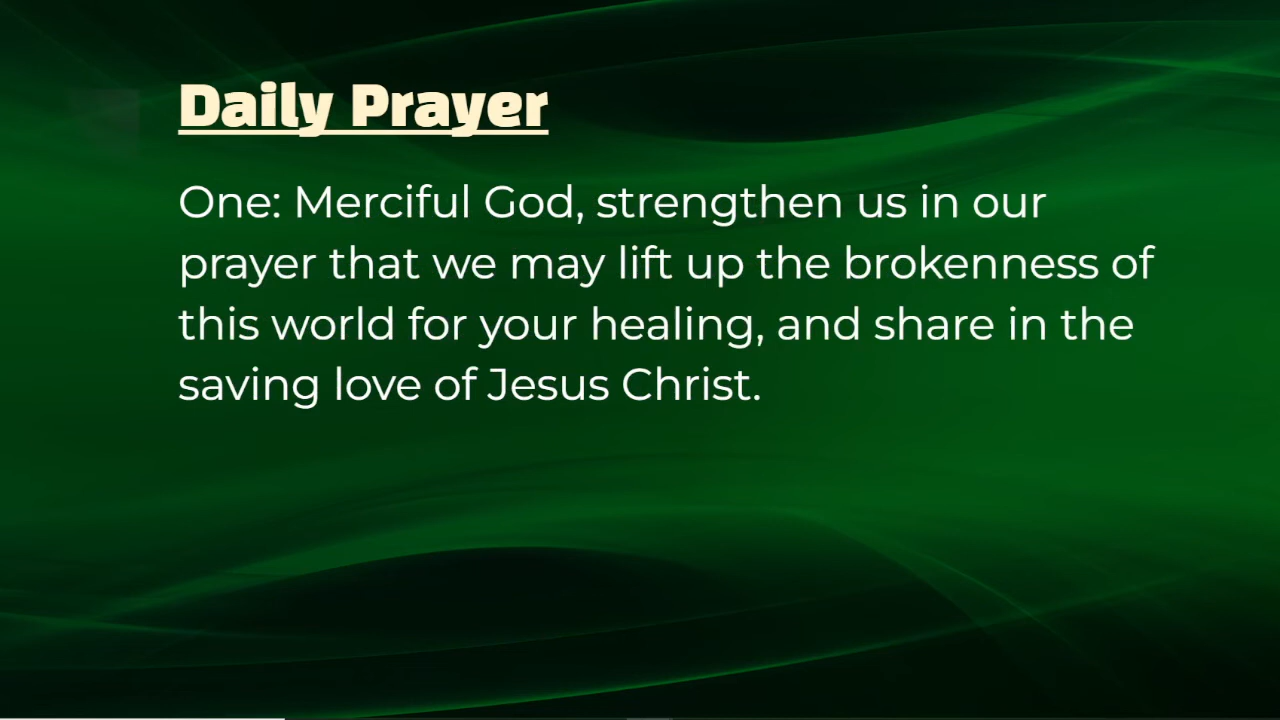 Daily Prayer
One: Merciful God, strengthen us in our
prayer that we may lift up the brokenness of
this world for your healing, and share in the
saving love of Jesus Christ.